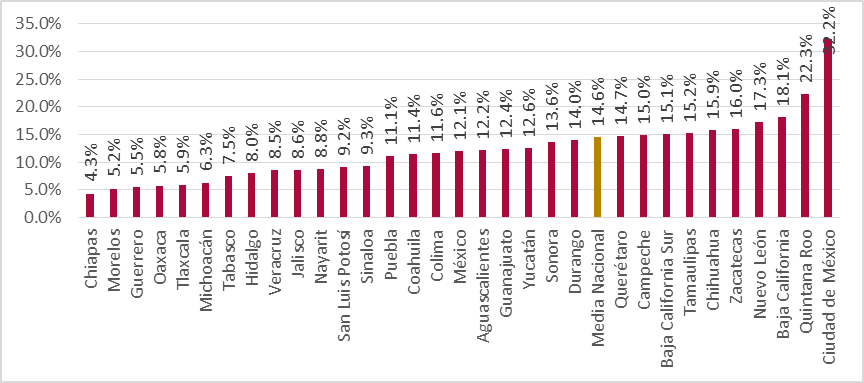 35.0%
30.0%
25.0%
20.0%
15.0%
10.0%
5.0%
0.0%
4.3%
5.2%
5.5%
5.8%
5.9%
6.3%
7.5%
8.0%
8.5%
8.6%
8.8%
9.2%
9.3%
11.1%
11.4%
11.6%
12.1%
12.2%
12.4%
12.6%
13.6%
14.0%
14.6%
14.7%
15.0%
15.1%
15.2%
15.9%
16.0%
17.3%
18.1%
22.3%
32.2%
Chiapas
Morelos
Guerrero
Oaxaca
Tlaxcala
Michoacán
Tabasco
Hidalgo
Veracruz
Jalisco
Nayarit
San Luis Potosí
Sinaloa
Puebla
Coahuila
Colima
México
Aguascalientes
Guanajuato
Yucatán
Sonora
Durango
Media Nacional
Querétaro
Campeche
Baja California Sur
Tamaulipas
Chihuahua
Zacatecas
Nuevo León
Baja California
Quintana Roo
Ciudad de México